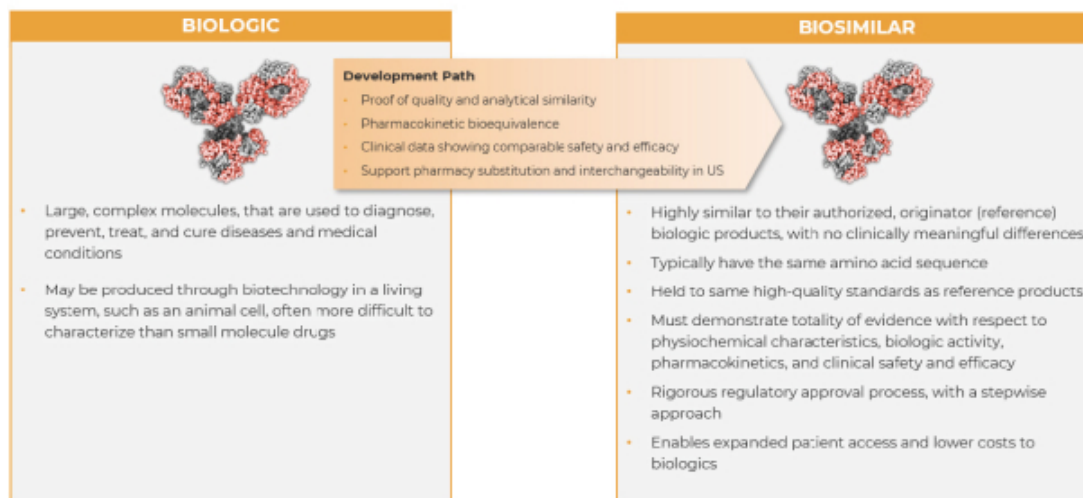 BIOLOGIC
Development Path
Proof of quality and analytical similarity
Pharmacokinetic bioequivalence
Clinical data showing comparable safety and efficacy
Support pharmacy substitution and interchangeability in US
Large, complex molecules, that are used to diagnose,
prevent, treat, and cure diseases and medical
conditions
May be produced through biotechnology in a living
system, such as an animal cell, often more difficult to
characterize than small molecule drugs
BIOSIMILAR
Highly similar to their authorized, originator (reference)
biologic products, with no clinically meaningful differences
Typically have the same amino acid sequence
Held to same high-quality standards as reference products
Must demonstrate totality of evidence with respect to
physiochemical characteristics, biologic activity,
pharmacokinetics, and clinical safety and efficacy
Rigorous regulatory approval process, with a stepwise
approach
Enables expanded patient access and lower costs to
biologics